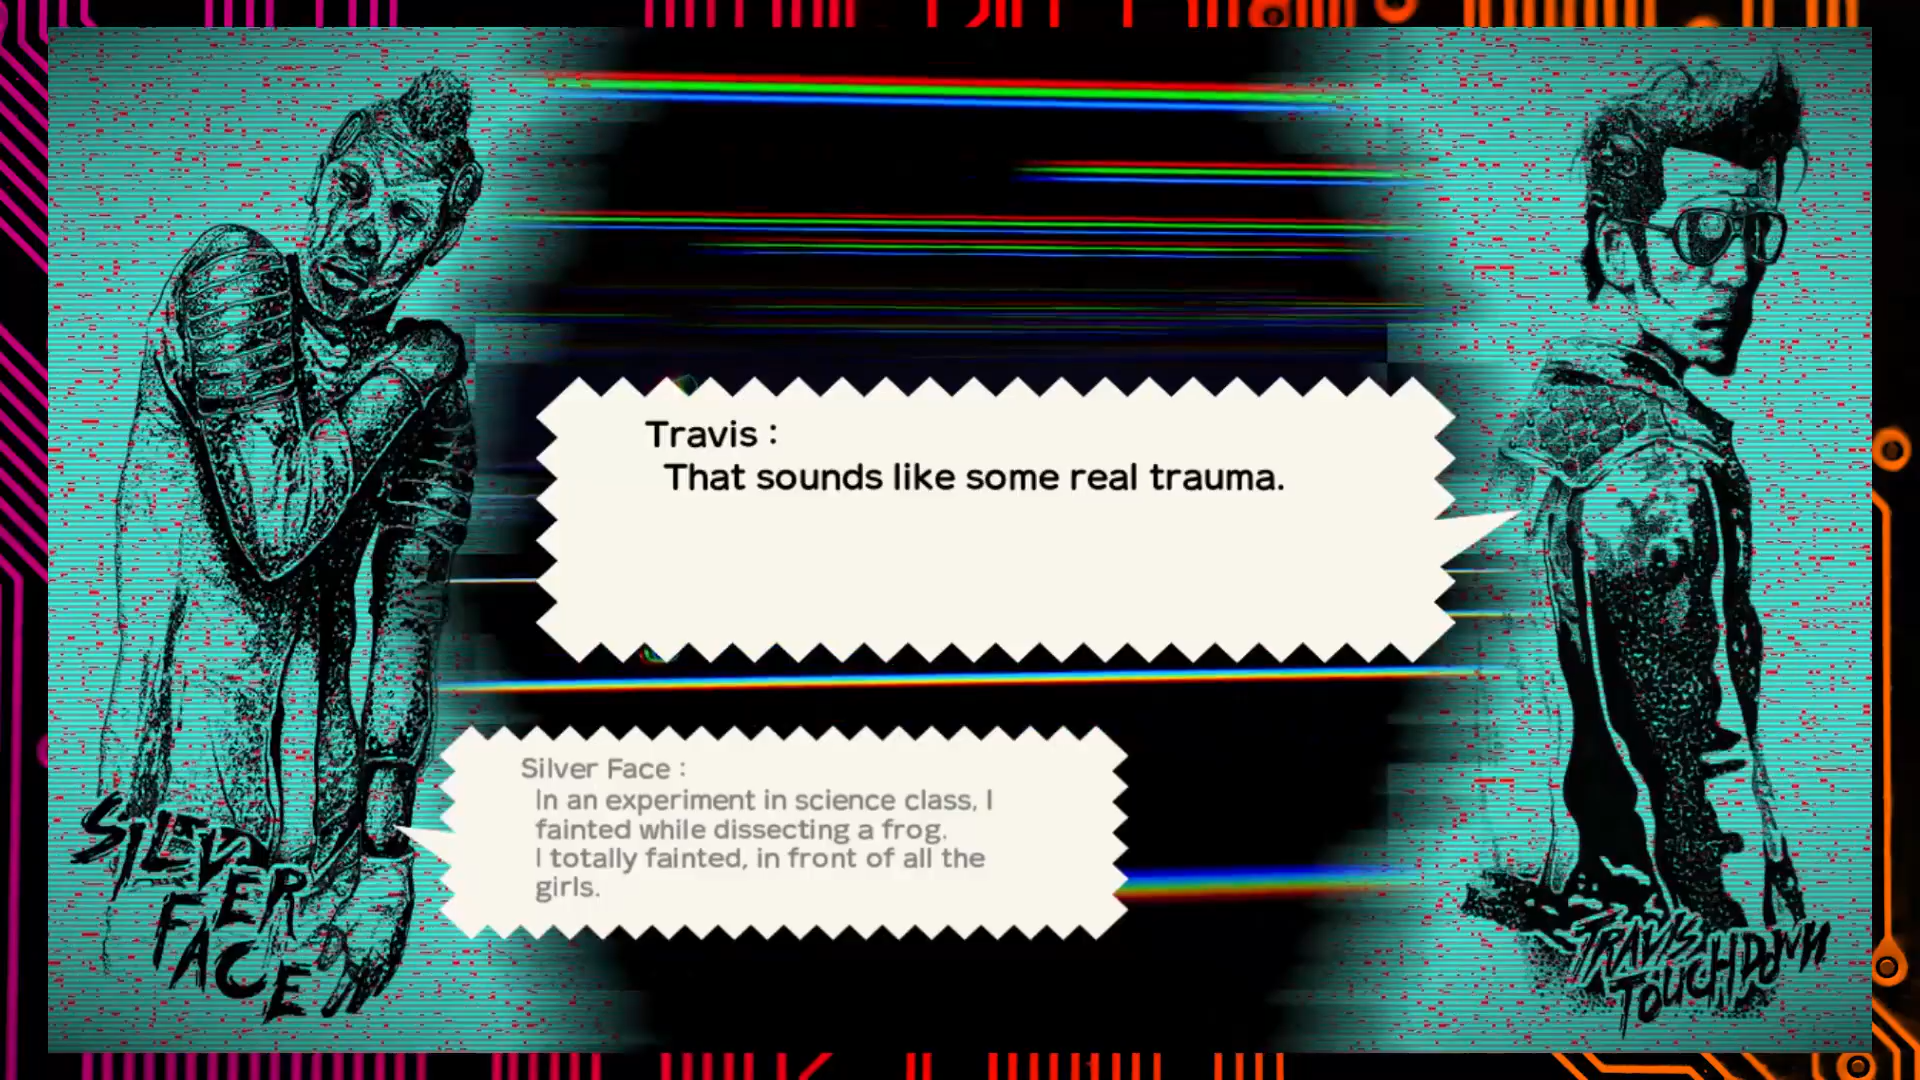 Travis :
That sounds like some real trauma.
Silver Face :
In an experiment in science class, I
fainted while dissecting a frog.
I totally fainted, in front of all the
girls.
SILVER
FACE
TRAVIS
TOUCHDOWN